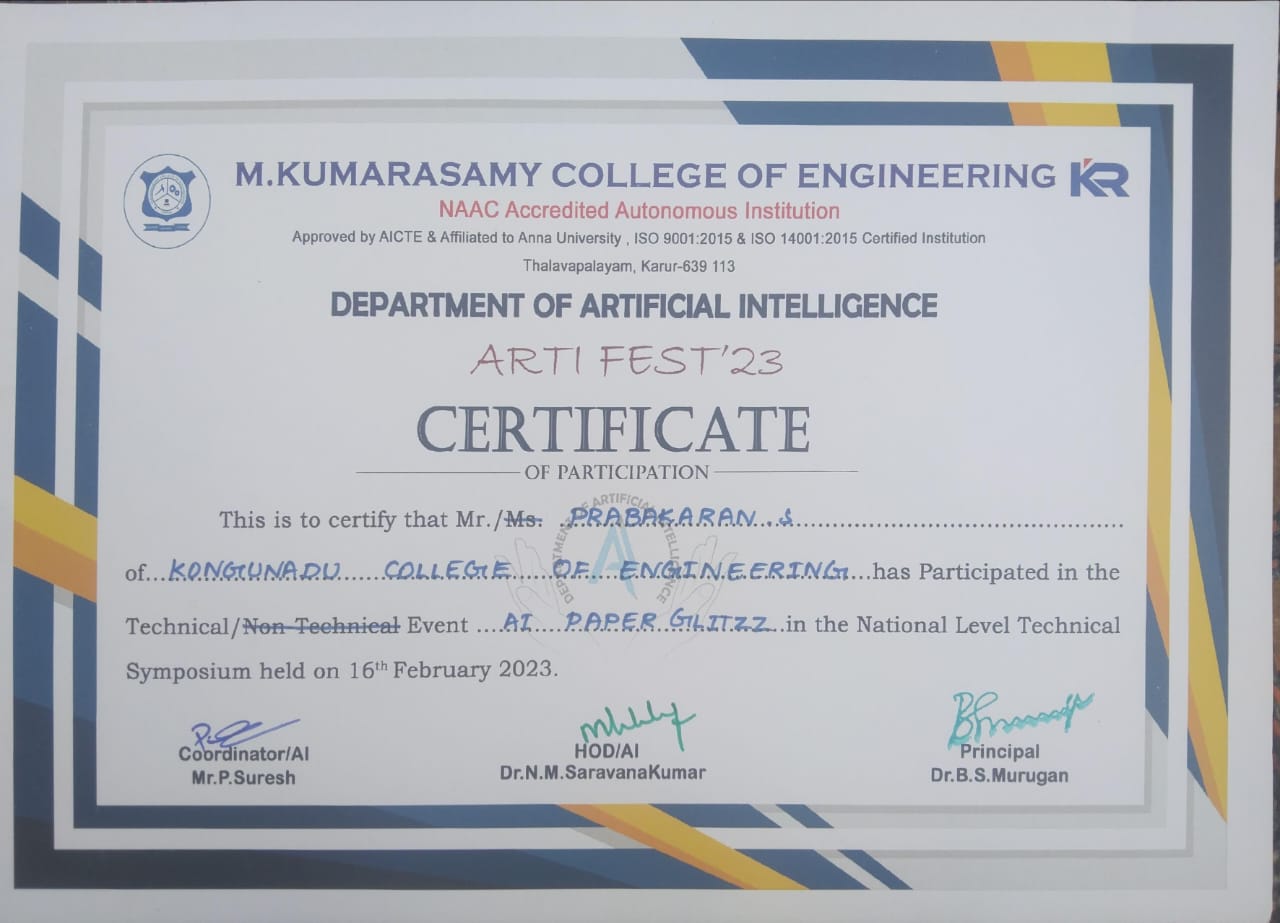 M.KUMARASAMY COLLEGE OF ENGINEERING KR
NAAC Accredited Autonomous Institution
Approved by AICTE & Affiliated to Anna University , ISO 9001:2015 & ISO 14001:2015 Certified Institution
Thalavapalayam, Karur-639 113
DEPARTMENT OF ARTIFICIAL INTELLIGENCE
ARTI FEST'23
CERTIFICATE
OF PARTICIPATION
DEPARTMENT OF ARTIFICIAL INTELLIGENCE
This is to certify that Mr./Ms. PRABAKARAN..S
of...KONGUNADU COLLEGE OF ENGINEERING...has Participated in the
Technical/Non-Technical Event ....AI PAPER GLITZZ..in the National Level Technical
Symposium held on 16th February 2023.
Coordinator/AI HOD/AI Principal
Mr.P.Suresh Dr.N.M.SaravanaKumar Dr.B.S.Murugan